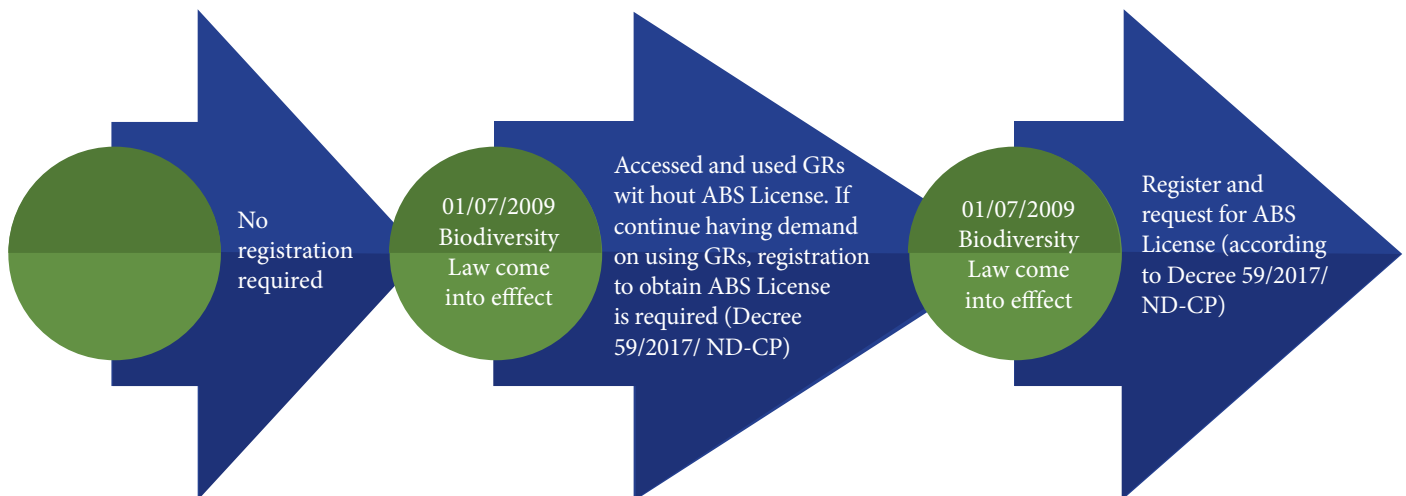 No
registration
required
01/07/2009
Biodiversity
Law come
into efffect
Accessed and used GRs
wit hout ABS License. If
continue having demand
on using GRs, registration
to obtain ABS License
is required (Decree
59/2017/ ND-CP)
01/07/2009
Biodiversity
Law come
into efffect
Register and
request for ABS
License (according
to Decree 59/2017/
ND-CP)